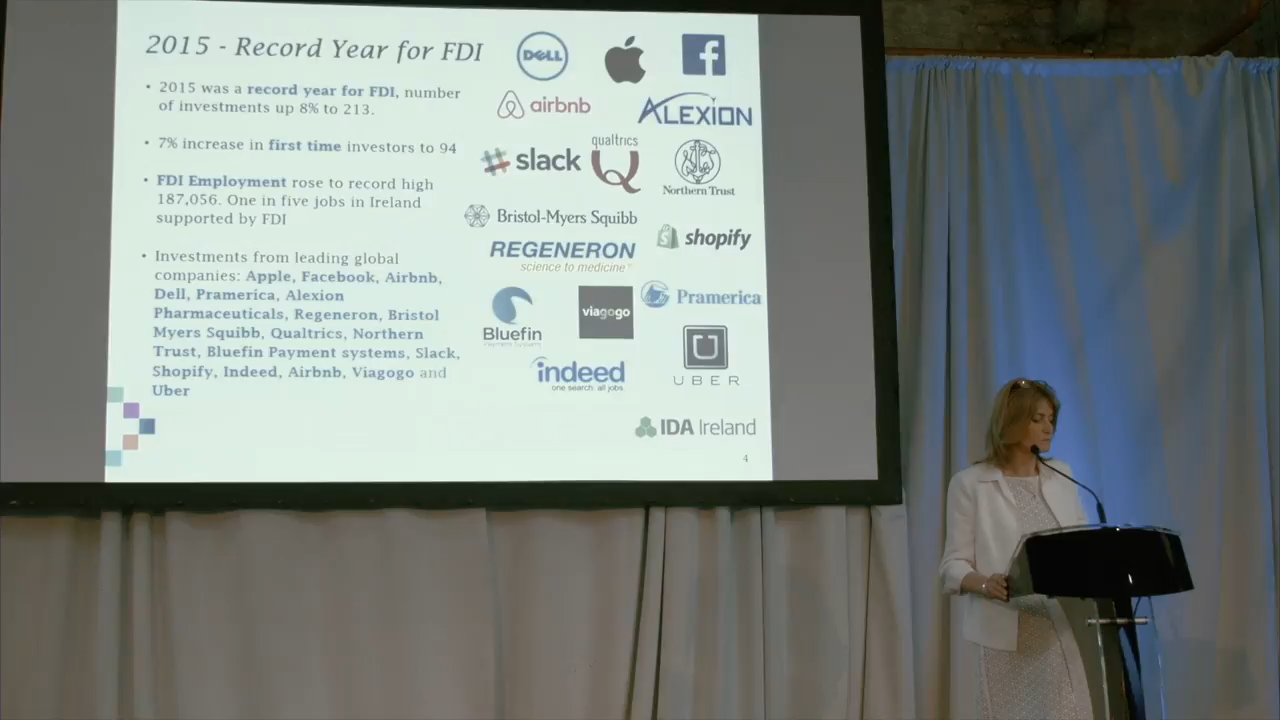 2015 - Record Year for FDI
• 2015 was a record year for FDI, number
of investments up 8% to 213.
• 7% increase in first time investors to 94
• FDI Employment rose to record high
187,056. One in five jobs in Ireland
supported by FDI
• Investments from leading global
companies: Apple, Facebook, Airbnb,
Dell, Pramerica, Alexion
Pharmaceuticals, Regeneron, Bristol
Myers Squibb, Qualtrics, Northern
Trust, Bluefin Payment systems, Slack,
Shopify, Indeed, Airbnb, Viagogo and
Uber
DELL
f
airbnb
ALEXION
slack
qualtrics
Q
Northern Trust
Bristol-Myers Squibb
shopify
REGENERON
science to medicine
Bluefin
viagogo
Pramerica
indeed
one search. all jobs
UBER
IDA Ireland
4